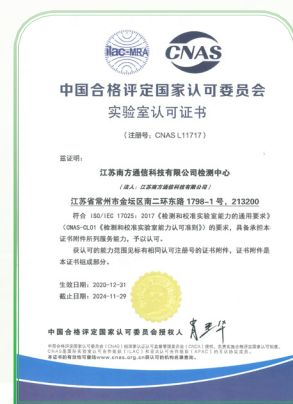 ilac-MRA
CNAS
中国合格评定国家认可委员会
实验室认可证书
（注册号：CNAS L11717）
兹证明：
江苏南方通信科技有限公司检测中心
（法人：江苏南方通信科技有限公司）
江苏省常州市金坛区南二环东路 1798-1 号，213200
符合 ISO/IEC 17025：2017《检测和校准实验室能力的通用要求》
（CNAS-CL01《检测和校准实验室能力认可准则》）的要求，具备承担本
证书附件所列服务能力，予以认可。
获认可的能力范围见标有相同认可注册号的证书附件，证书附件是
本证书组成部分。
生效日期：2020-12-31
截止日期：2024-11-29
中国合格评定国家认可委员会授权人